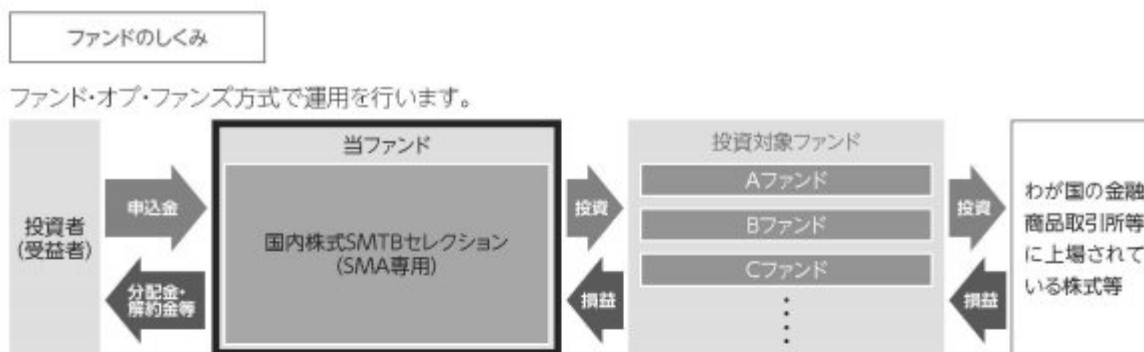 ファンドのしくみ
ファンド・オブ・ファンズ方式で運用を行います。
投資者
(受益者)
申込金
分配金・
解約金等
当ファンド
国内株式SMTBセレクション
(SMA専用)
投資
損益
投資対象ファンド
Aファンド
Bファンド
Cファンド
投資
損益
わが国の金融
商品取引所等
に上場されて
いる株式等